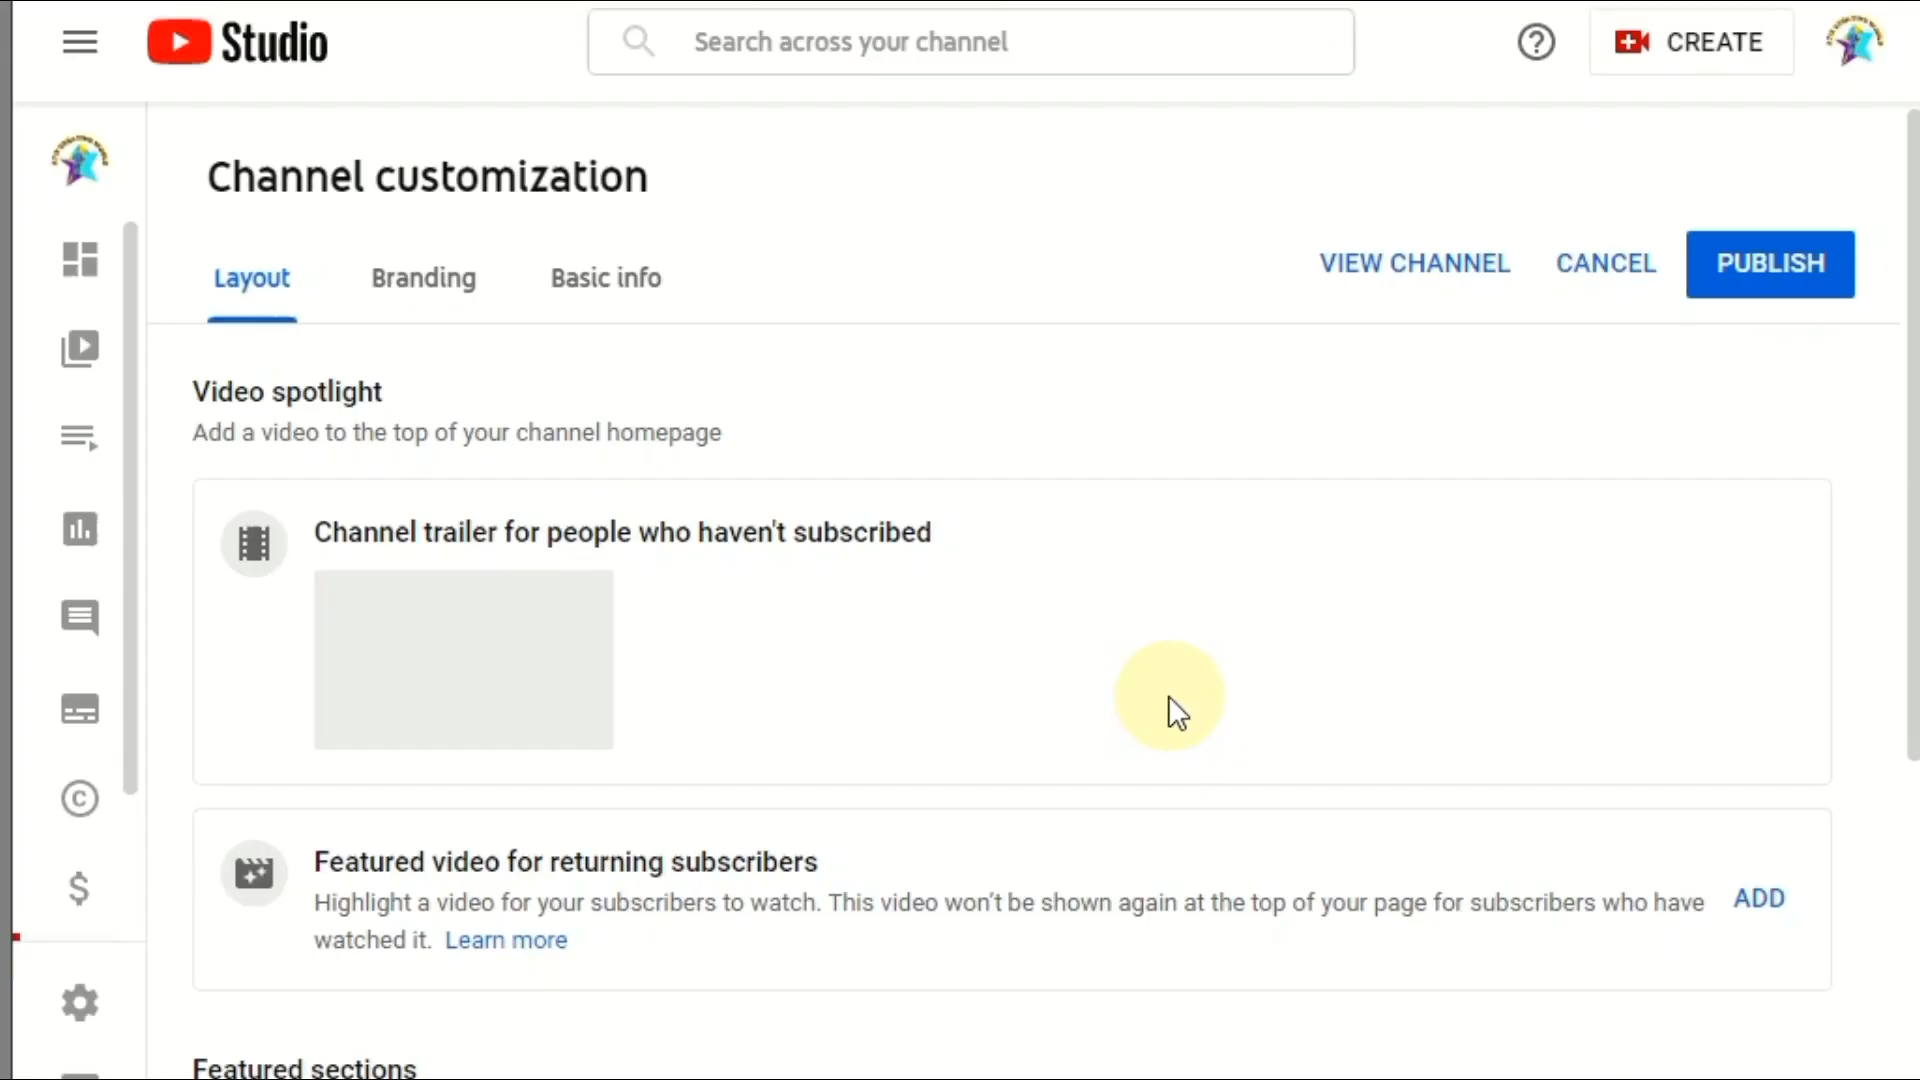 Studio
Search across your channel
CREATE
Channel customization
Layout
Branding
Basic info
VIEW CHANNEL
CANCEL
PUBLISH
Video spotlight
Add a video to the top of your channel homepage
Channel trailer for people who haven't subscribed
Featured video for returning subscribers
Highlight a video for your subscribers to watch. This video won't be shown again at the top of your page for subscribers who have
watched it. Learn more
ADD
Featured sections